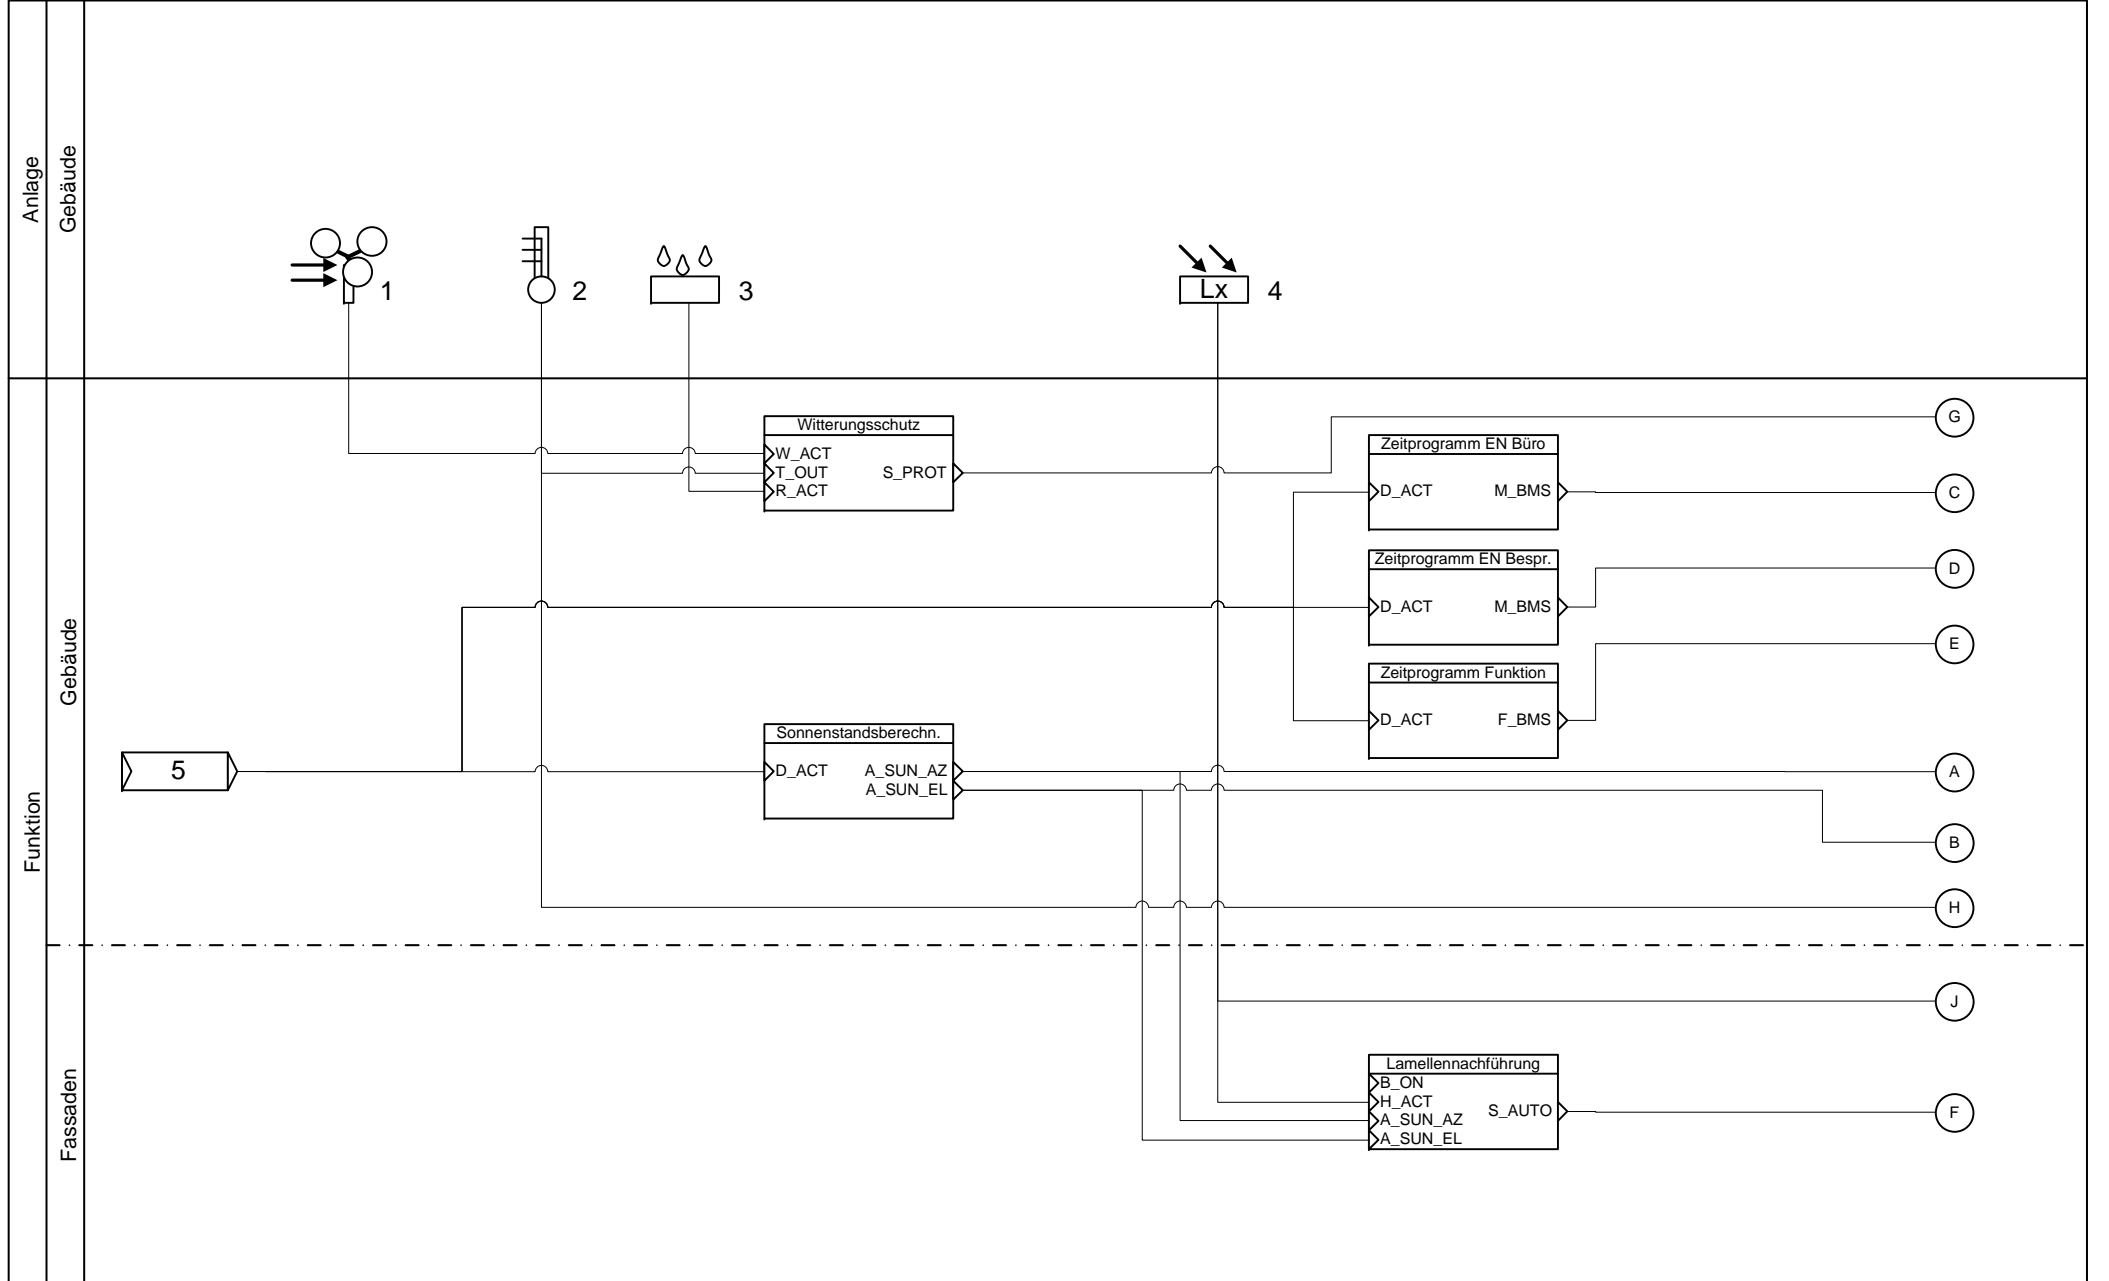 Anlage
Gebäude
1
2
3
Lx
4
Funktion
Gebäude
Witterungsschutz
W_ACT
T_OUT
R_ACT
S_PROT
G
Zeitprogramm EN Büro
D_ACT
M_BMS
C
Zeitprogramm EN Bespr.
D_ACT
M_BMS
D
Zeitprogramm Funktion
D_ACT
F_BMS
E
5
Sonnenstandsberechn.
D_ACT
A_SUN_AZ
A_SUN_EL
A
B
H
Fassaden
J
Lamellennachführung
B_ON
H_ACT
A_SUN_AZ
A_SUN_EL
S_AUTO
F